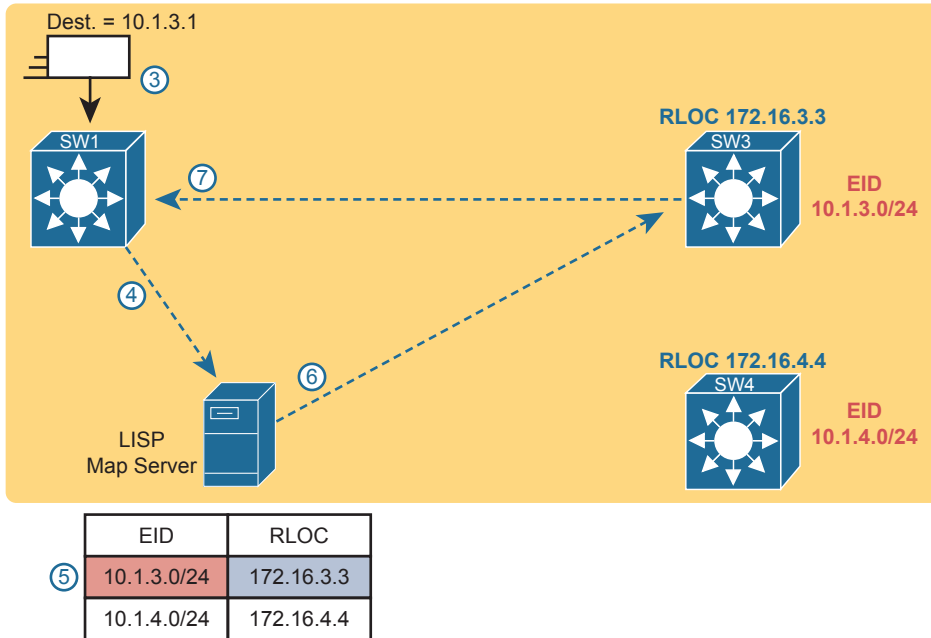 Dest. = 10.1.3.1
3
SW1
RLOC 172.16.3.3
SW3
EID
10.1.3.0/24
7
4
6
LISP
Map Server
RLOC 172.16.4.4
SW4
EID
10.1.4.0/24
EID RLOC
5 10.1.3.0/24 172.16.3.3
10.1.4.0/24 172.16.4.4